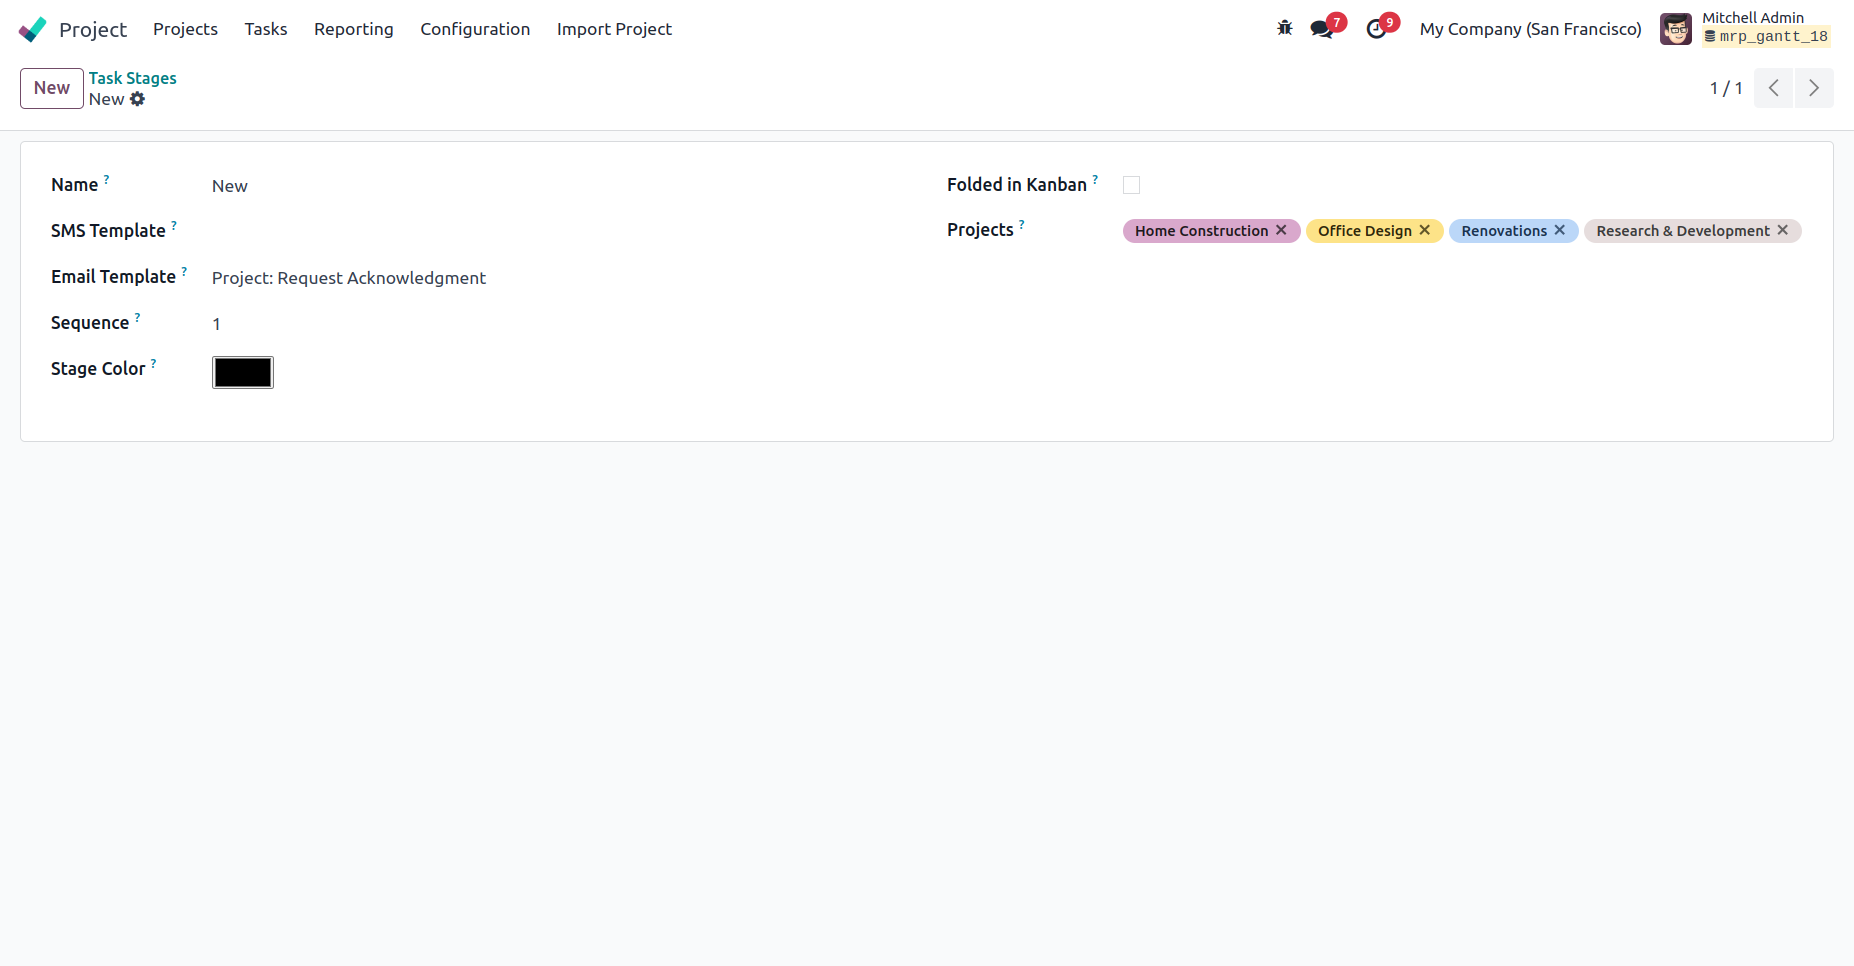 Project Projects Tasks Reporting Configuration Import Project 7 9 My Company (San Francisco) Mitchell Admin
mrp_gantt_18
New Task Stages
New 1 / 1
Name ? New
Folded in Kanban ?
SMS Template ?
Projects ? Home Construction ✕ Office Design ✕ Renovations ✕ Research & Development ✕
Email Template ? Project: Request Acknowledgment
Sequence ? 1
Stage Color ?